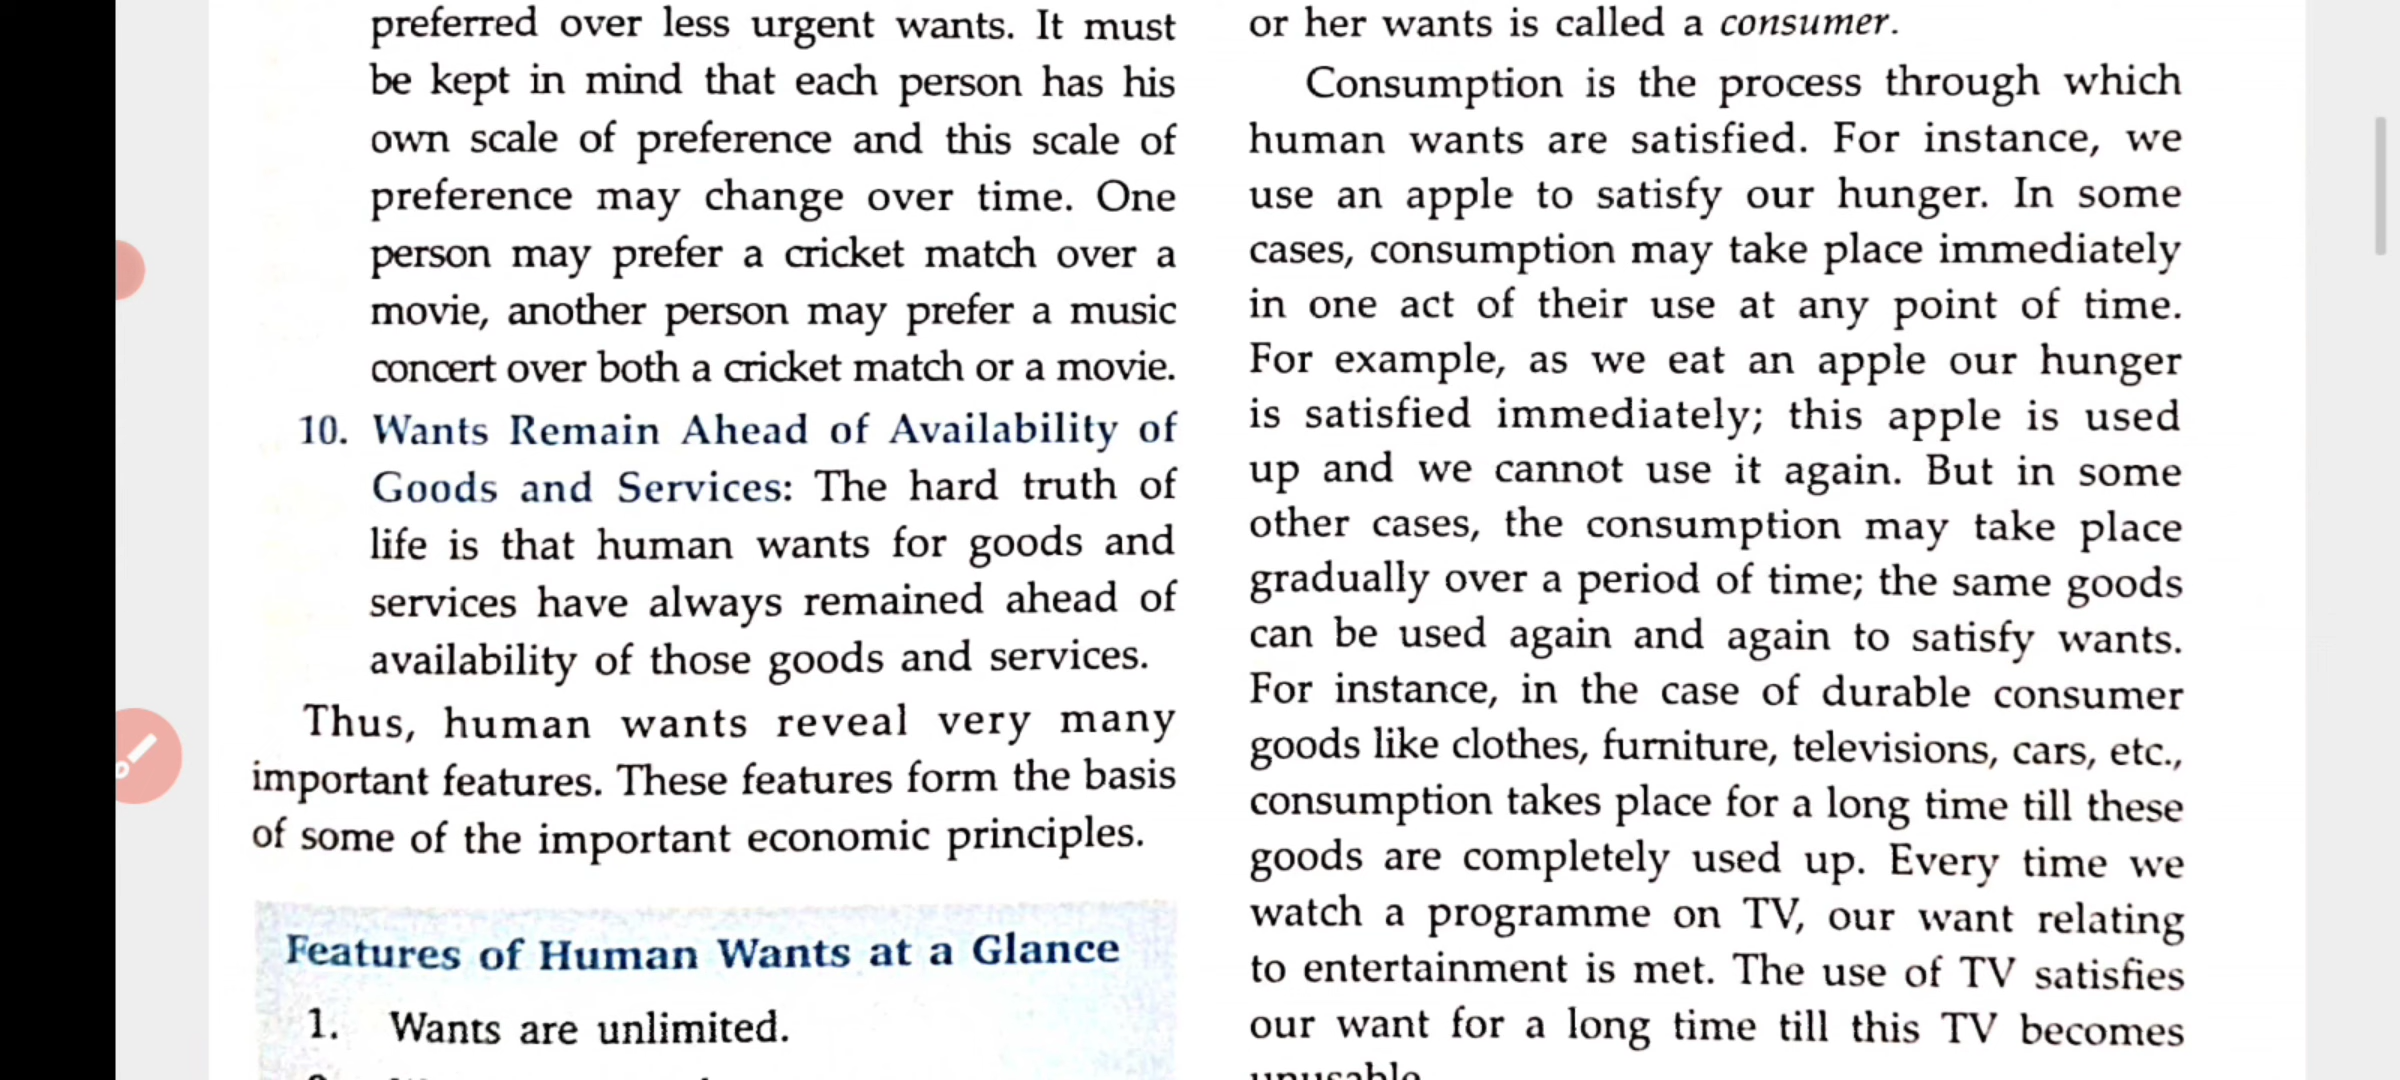 preferred over less urgent wants. It must
be kept in mind that each person has his
own scale of preference and this scale of
preference may change over time. One
person may prefer a cricket match over a
movie, another person may prefer a music
concert over both a cricket match or a movie.
10. Wants Remain Ahead of Availability of
Goods and Services: The hard truth of
life is that human wants for goods and
services have always remained ahead of
availability of those goods and services.
Thus, human wants reveal very many
important features. These features form the basis
of some of the important economic principles.
Features of Human Wants at a Glance
1. Wants are unlimited.
or her wants is called a consumer.
Consumption is the process through which
human wants are satisfied. For instance, we
use an apple to satisfy our hunger. In some
cases, consumption may take place immediately
in one act of their use at any point of time.
For example, as we eat an apple our hunger
is satisfied immediately; this apple is used
up and we cannot use it again. But in some
other cases, the consumption may take place
gradually over a period of time; the same goods
can be used again and again to satisfy wants.
For instance, in the case of durable consumer
goods like clothes, furniture, televisions, cars, etc.,
consumption takes place for a long time till these
goods are completely used up. Every time we
watch a programme on TV, our want relating
to entertainment is met. The use of TV satisfies
our want for a long time till this TV becomes
unusable